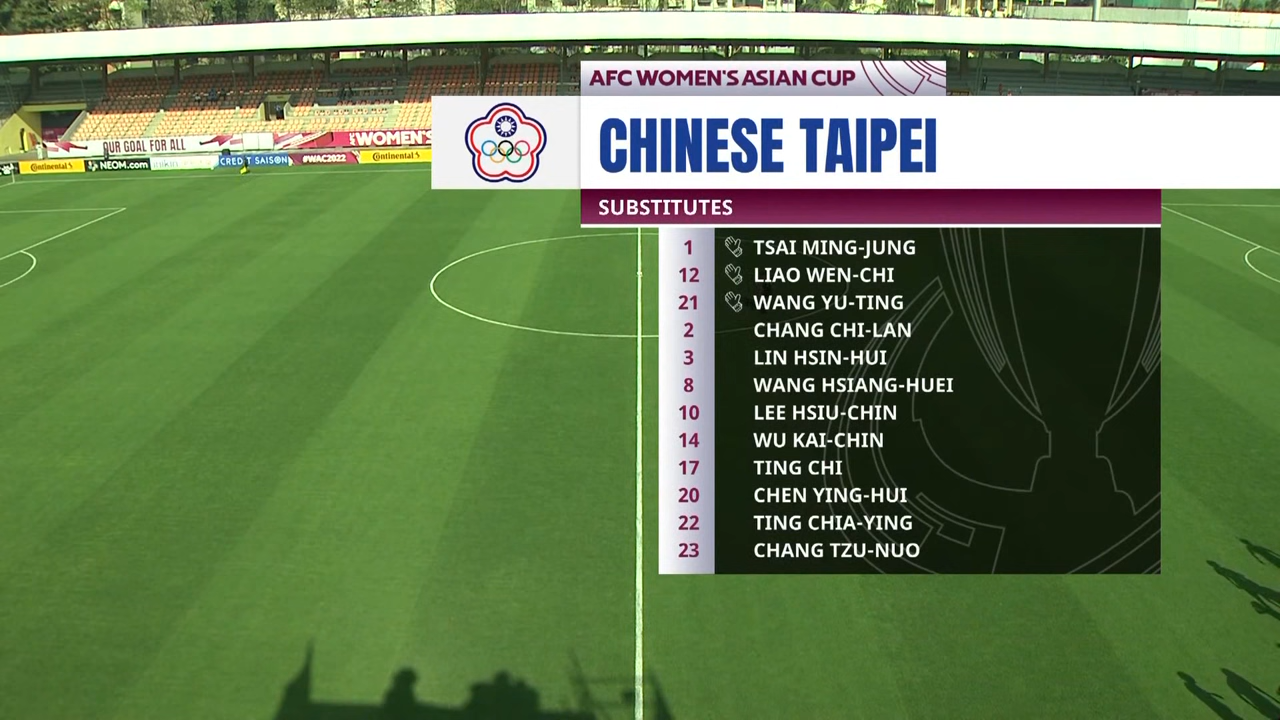 AFC WOMEN'S ASIAN CUP
CHINESE TAIPEI
SUBSTITUTES
1 TSAI MING-JUNG
12 LIAO WEN-CHI
21 WANG YU-TING
2 CHANG CHI-LAN
3 LIN HSIN-HUI
8 WANG HSIANG-HUEI
10 LEE HSIU-CHIN
14 WU KAI-CHIN
17 TING CHI
20 CHEN YING-HUI
22 TING CHIA-YING
23 CHANG TZU-NUO
OUR GOAL FOR ALL
WOMEN'S
Continental
NEOM.com
CREDIT SAISON
#WAC2022
Continental